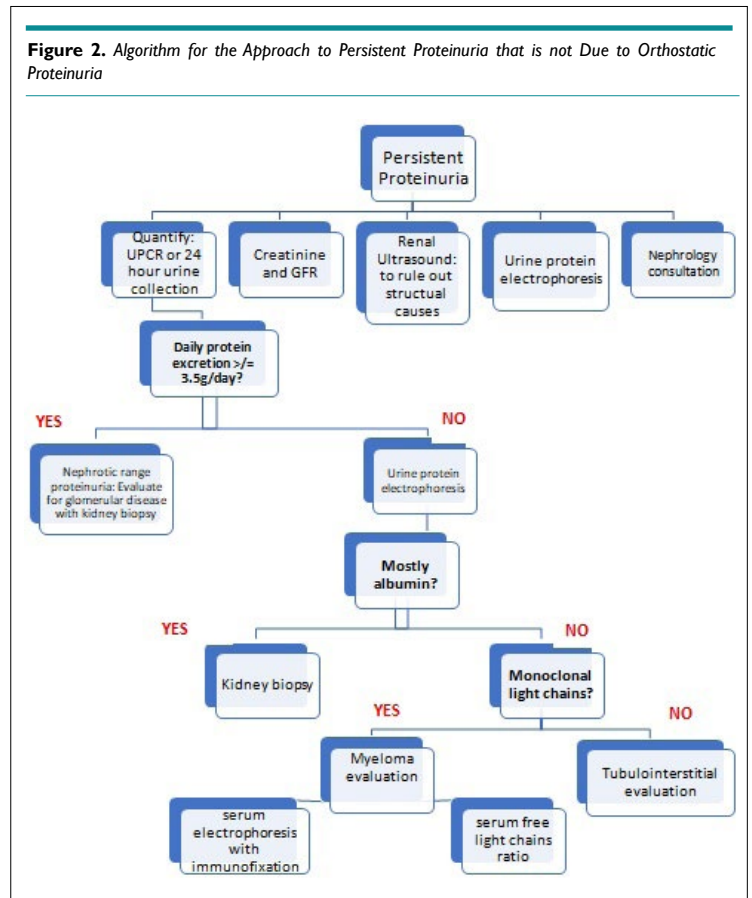 Figure 2. Algorithm for the Approach to Persistent Proteinuria that is not Due to Orthostatic
Proteinuria
Persistent
Proteinuria
Quantify:
UPCR or 24
hour urine
collection
Creatinine
and GFR
Renal
Ultrasound:
to rule out
structual
causes
Urine protein
electrophoresis
Nephrology
consultation
Daily protein
excretion >/=
3.5g/day?
YES
NO
Nephrotic range
proteinuria: Evaluate
for glomerular disease
with kidney biopsy
Urine protein
electrophoresis
Mostly
albumin?
YES
NO
Kidney biopsy
Monoclonal
light chains?
YES
NO
Myeloma
evaluation
Tubulointerstitial
evaluation
serum
electrophoresis
with
immunofixation
serum free
light chains
ratio